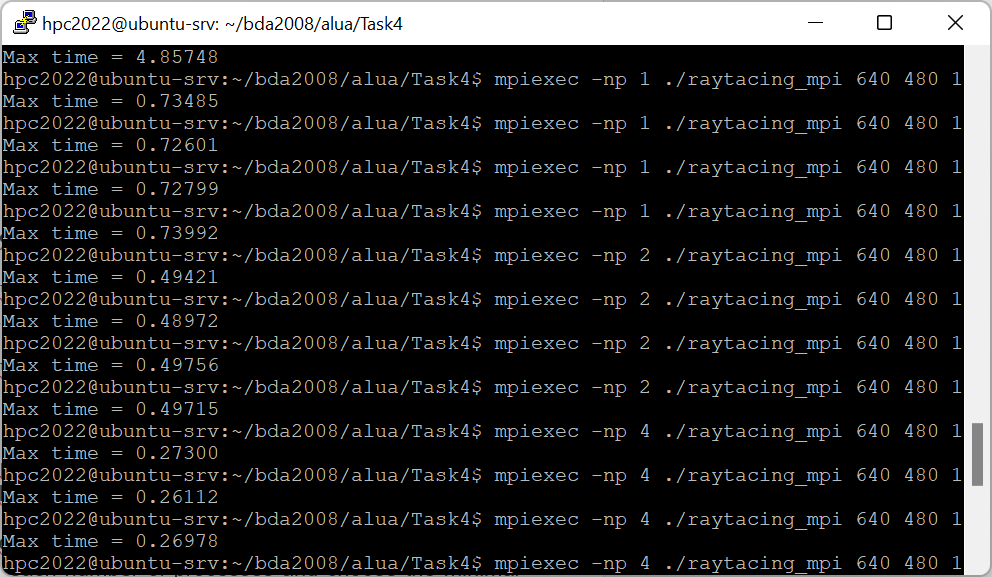 hpc2022@ubuntu-srv: ~/bda2008/alua/Task4
Max time = 4.85748
hpc2022@ubuntu-srv:~/bda2008/alua/Task4$ mpiexec -np 1 ./raytacing_mpi 640 480 1
Max time = 0.73485
hpc2022@ubuntu-srv:~/bda2008/alua/Task4$ mpiexec -np 1 ./raytacing_mpi 640 480 1
Max time = 0.72601
hpc2022@ubuntu-srv:~/bda2008/alua/Task4$ mpiexec -np 1 ./raytacing_mpi 640 480 1
Max time = 0.72799
hpc2022@ubuntu-srv:~/bda2008/alua/Task4$ mpiexec -np 1 ./raytacing_mpi 640 480 1
Max time = 0.73992
hpc2022@ubuntu-srv:~/bda2008/alua/Task4$ mpiexec -np 2 ./raytacing_mpi 640 480 1
Max time = 0.49421
hpc2022@ubuntu-srv:~/bda2008/alua/Task4$ mpiexec -np 2 ./raytacing_mpi 640 480 1
Max time = 0.48972
hpc2022@ubuntu-srv:~/bda2008/alua/Task4$ mpiexec -np 2 ./raytacing_mpi 640 480 1
Max time = 0.49756
hpc2022@ubuntu-srv:~/bda2008/alua/Task4$ mpiexec -np 2 ./raytacing_mpi 640 480 1
Max time = 0.49715
hpc2022@ubuntu-srv:~/bda2008/alua/Task4$ mpiexec -np 4 ./raytacing_mpi 640 480 1
Max time = 0.27300
hpc2022@ubuntu-srv:~/bda2008/alua/Task4$ mpiexec -np 4 ./raytacing_mpi 640 480 1
Max time = 0.26112
hpc2022@ubuntu-srv:~/bda2008/alua/Task4$ mpiexec -np 4 ./raytacing_mpi 640 480 1
Max time = 0.26978
hpc2022@ubuntu-srv:~/bda2008/alua/Task4$ mpiexec -np 4 ./raytacing_mpi 640 480 1